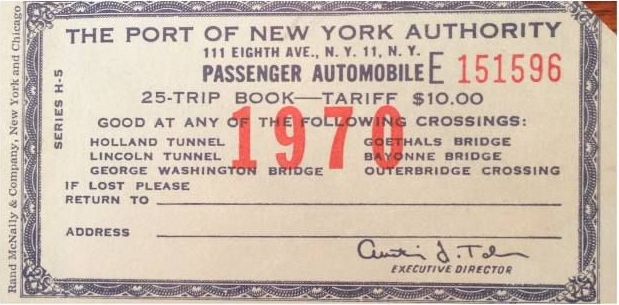 THE PORT OF NEW YORK AUTHORITY
111 EIGHTH AVE., N. Y. 11, N. Y.
PASSENGER AUTOMOBILE E 151596
25-TRIP BOOK—TARIFF $10.00
GOOD AT ANY OF THE FOLLOWING CROSSINGS:
1970
HOLLAND TUNNEL GOETHALS BRIDGE
LINCOLN TUNNEL BAYONNE BRIDGE
GEORGE WASHINGTON BRIDGE OUTERBRIDGE CROSSING
IF LOST PLEASE
RETURN TO
ADDRESS
EXECUTIVE DIRECTOR
SERIES H-5
Rand McNally & Company, New York and Chicago